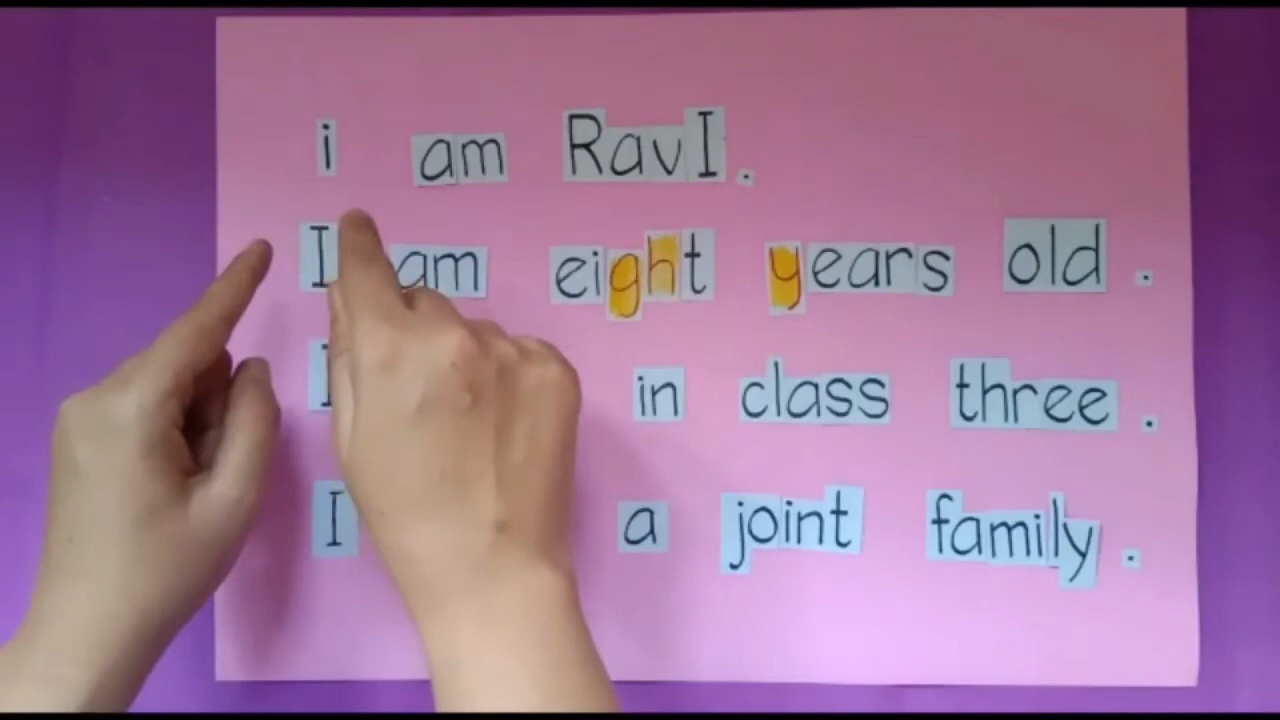 i am RavI.
I am eight years old.
I in class three.
I a joint family.